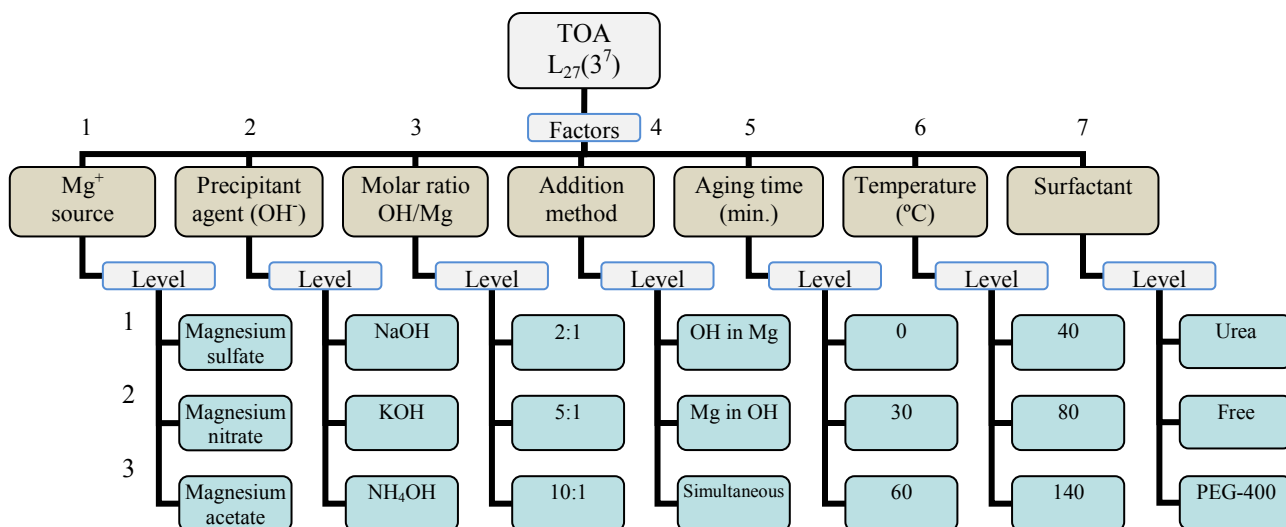 TOA
L₂₇(3⁷)
Factors
1 2 3 4 5 6 7
Mg⁺
source
Precipitant
agent (OH⁻)
Molar ratio
OH/Mg
Addition
method
Aging time
(min.)
Temperature
(ºC)
Surfactant
Level Level Level Level Level Level Level
1
Magnesium
sulfate
NaOH
2:1
OH in Mg
0
40
Urea
2
Magnesium
nitrate
KOH
5:1
Mg in OH
30
80
Free
3
Magnesium
acetate
NH₄OH
10:1
Simultaneous
60
140
PEG-400